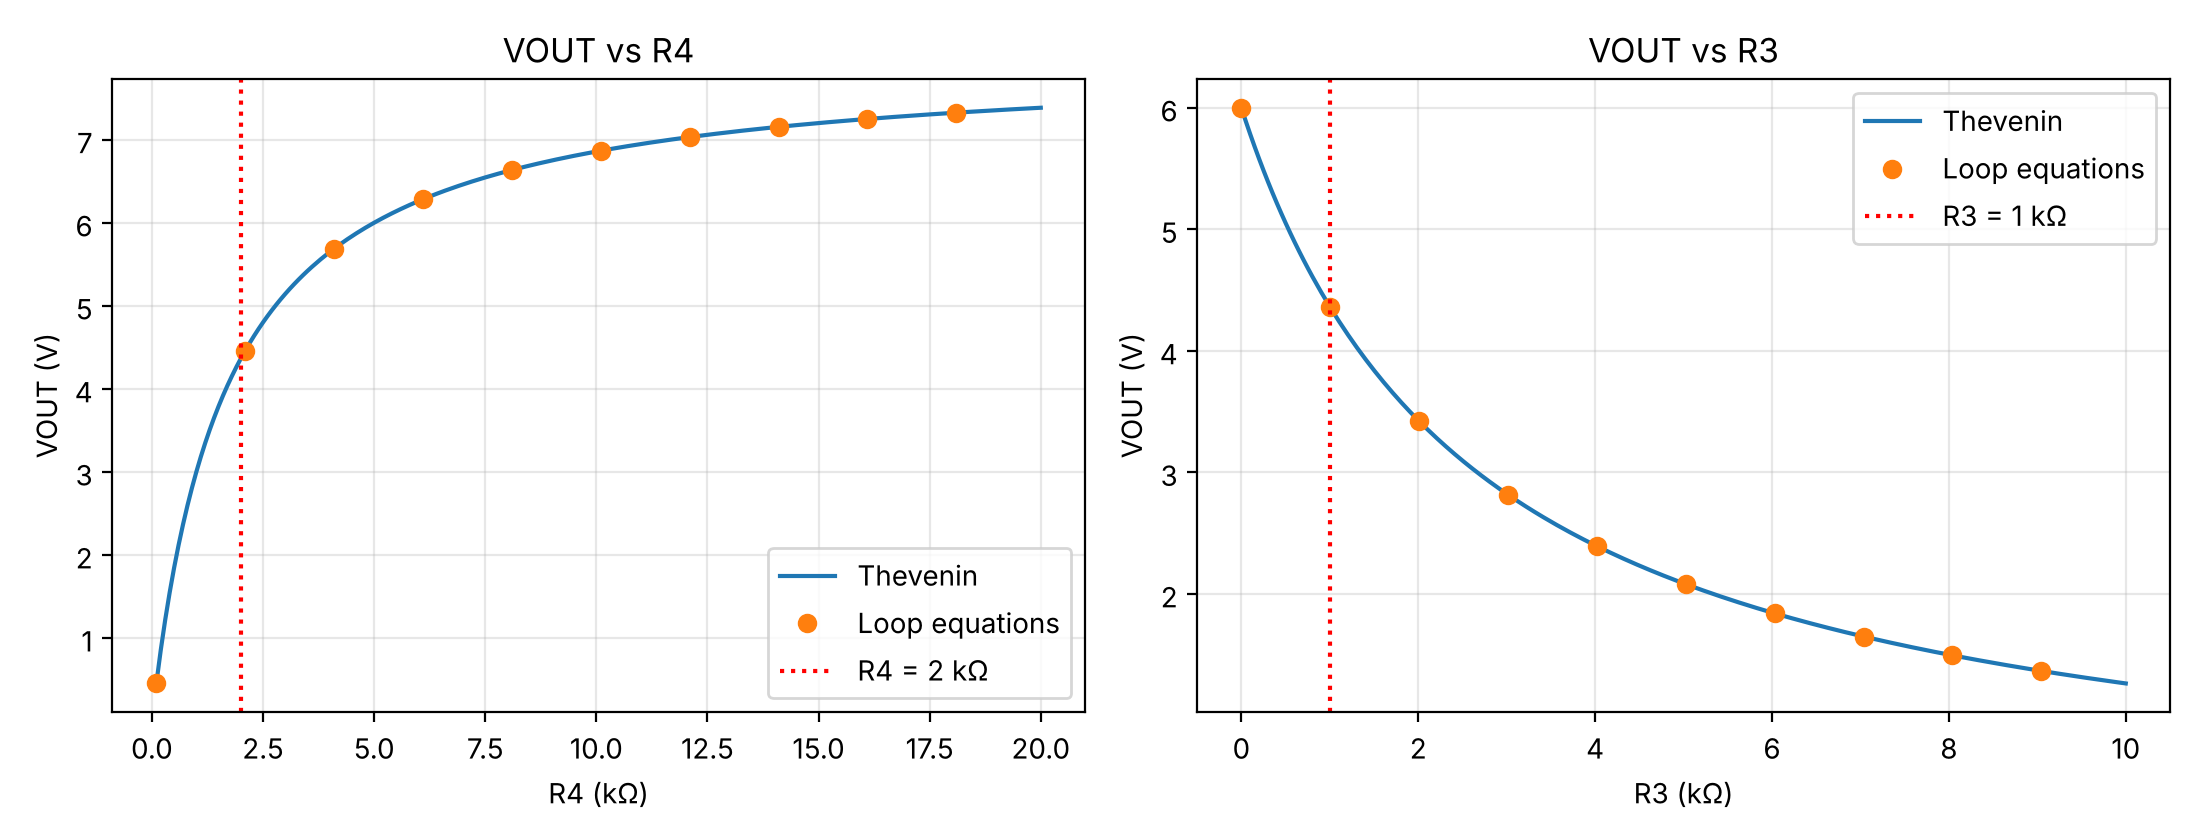 VOUT vs R4
VOUT (V)
7
6
5
4
3
2
1
0.0 2.5 5.0 7.5 10.0 12.5 15.0 17.5 20.0
R4 (kΩ)
Thevenin
Loop equations
R4 = 2 kΩ
VOUT vs R3
VOUT (V)
6
5
4
3
2
0 2 4 6 8 10
R3 (kΩ)
Thevenin
Loop equations
R3 = 1 kΩ